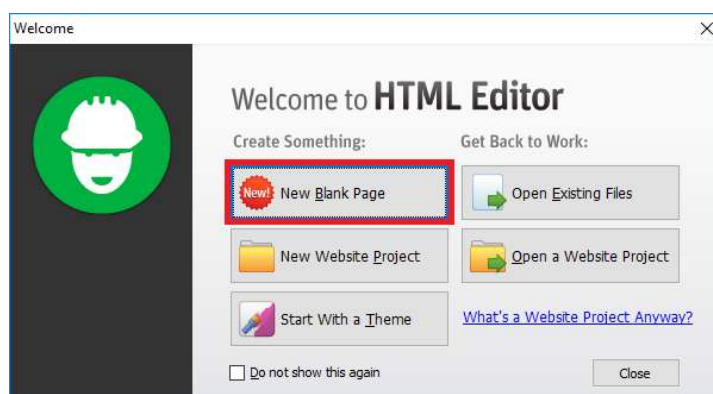 Welcome
Welcome to HTML Editor
Create Something:
Get Back to Work:
New!
New Blank Page
Open Existing Files
New Website Project
Open a Website Project
Start With a Theme
What's a Website Project Anyway?
Do not show this again
Close